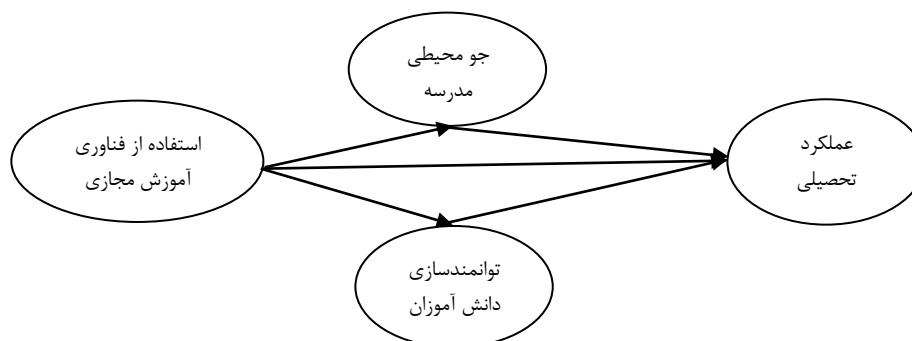 جو محیطی
مدرسه
استفاده از فناوری
آموزش مجازی
عملکرد
تحصیلی
توانمندسازی
دانش آموزان